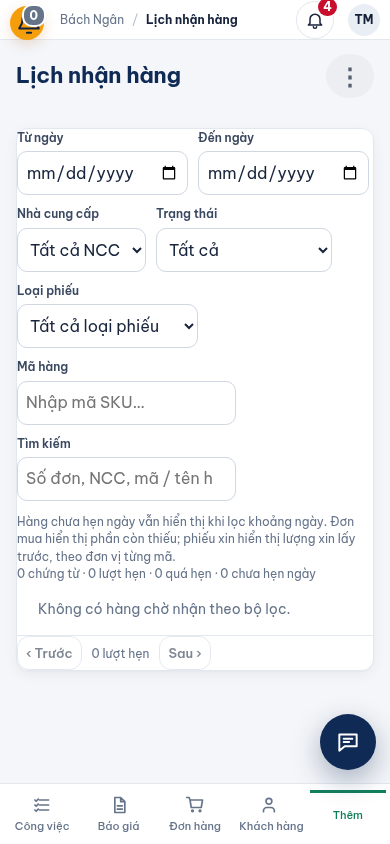 0
Bách Ngân / Lịch nhận hàng
4
TM
Lịch nhận hàng
Từ ngày
Đến ngày
mm/dd/yyyy
mm/dd/yyyy
Nhà cung cấp
Trạng thái
Tất cả NCC
Tất cả
Loại phiếu
Tất cả loại phiếu
Mã hàng
Nhập mã SKU...
Tìm kiếm
Số đơn, NCC, mã / tên h
Hàng chưa hẹn ngày vẫn hiển thị khi lọc khoảng ngày. Đơn
mua hiển thị phần còn thiếu; phiếu xin hiển thị lượng xin lấy
trước, theo đơn vị từng mã.
0 chứng từ · 0 lượt hẹn · 0 quá hẹn · 0 chưa hẹn ngày
Không có hàng chờ nhận theo bộ lọc.
‹ Trước
0 lượt hẹn
Sau ›
Công việc
Báo giá
Đơn hàng
Khách hàng
Thêm